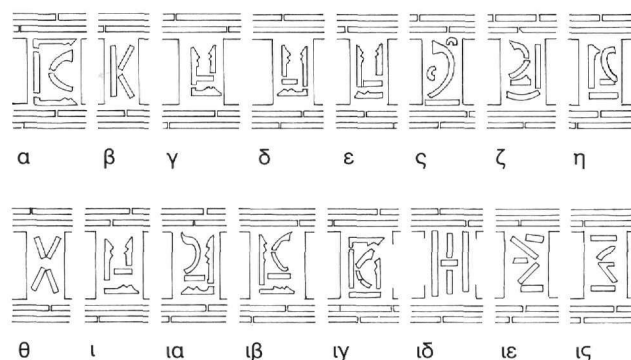 α β γ δ ε ς ζ η
θ ι ια ιβ ιγ ιδ ιε ις